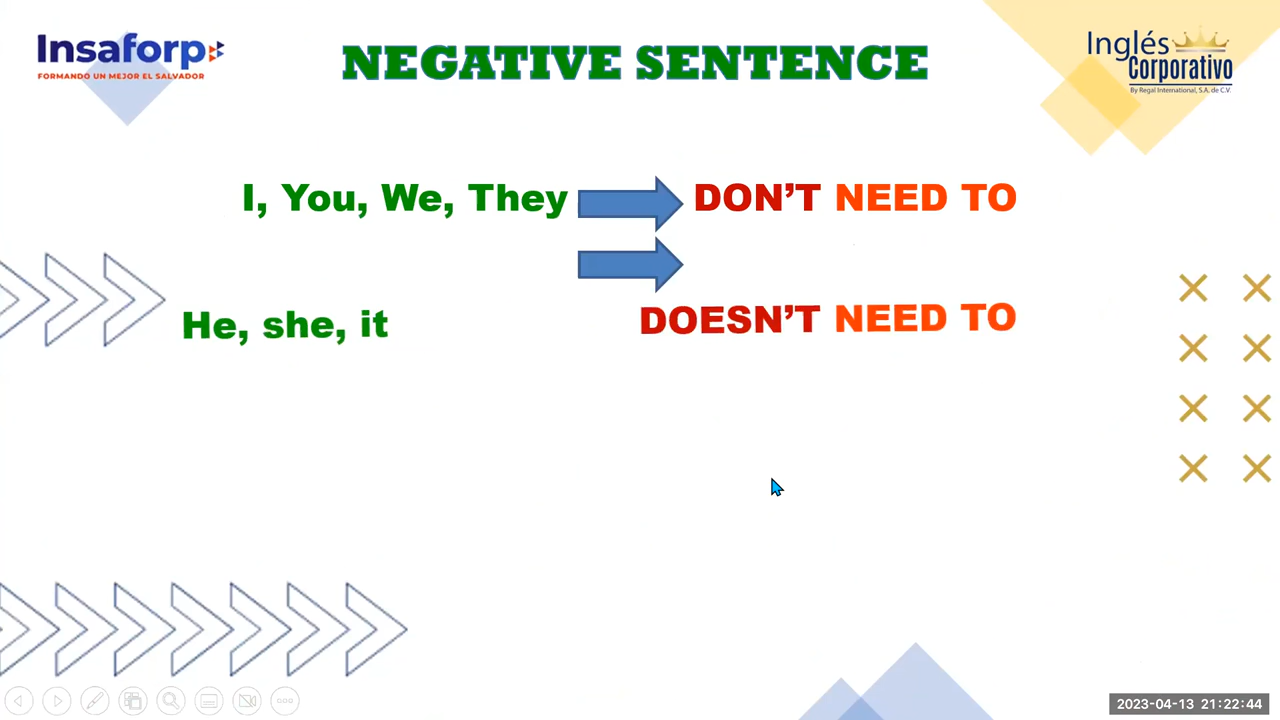 Insaforp
FORMANDO UN MEJOR EL SALVADOR
NEGATIVE SENTENCE
Inglés
Corporativo
By Regal International, S.A. de C.V.
I, You, We, They DON’T NEED TO
He, she, it DOESN’T NEED TO
2023-04-13 21:22:44